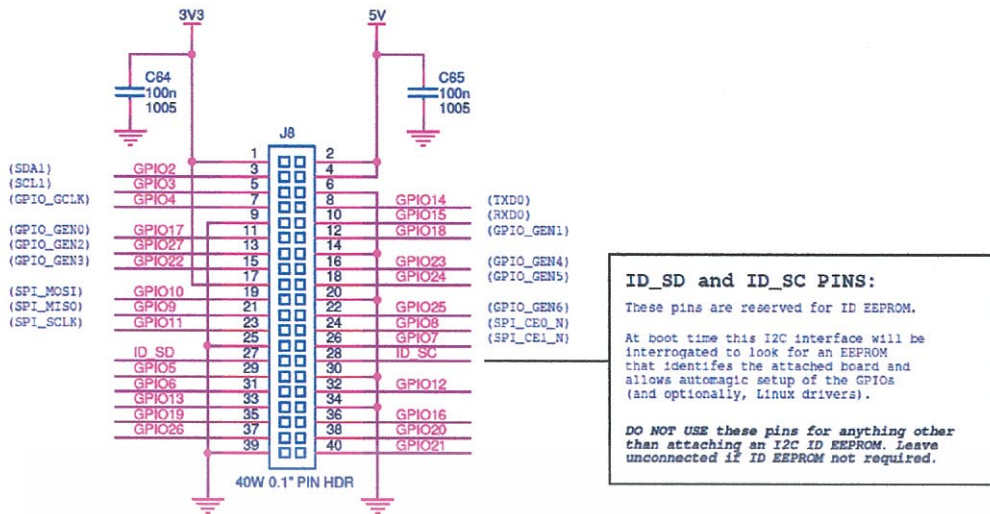 3V3
5V
C64
100n
1005
C65
100n
1005
J8
1 2
(SDA1) GPIO2 3 4
(SCL1) GPIO3 5 6
(GPIO_GCLK) GPIO4 7 8 GPIO14 (TXD0)
9 10 GPIO15 (RXD0)
(GPIO_GEN0) GPIO17 11 12 GPIO18 (GPIO_GEN1)
(GPIO_GEN2) GPIO27 13 14
(GPIO_GEN3) GPIO22 15 16 GPIO23 (GPIO_GEN4)
17 18 GPIO24 (GPIO_GEN5)
(SPI_MOSI) GPIO10 19 20
(SPI_MISO) GPIO9 21 22 GPIO25 (GPIO_GEN6)
(SPI_SCLK) GPIO11 23 24 GPIO8 (SPI_CE0_N)
25 26 GPIO7 (SPI_CE1_N)
ID_SD 27 28 ID_SC
GPIO5 29 30
GPIO6 31 32 GPIO12
GPIO13 33 34
GPIO19 35 36 GPIO16
GPIO26 37 38 GPIO20
39 40 GPIO21
40W 0.1" PIN HDR
ID_SD and ID_SC PINS:
These pins are reserved for ID EEPROM.
At boot time this I2C interface will be
interrogated to look for an EEPROM
that identifes the attached board and
allows automagic setup of the GPIOs
(and optionally, Linux drivers).
DO NOT USE these pins for anything other
than attaching an I2C ID EEPROM. Leave
unconnected if ID EEPROM not required.